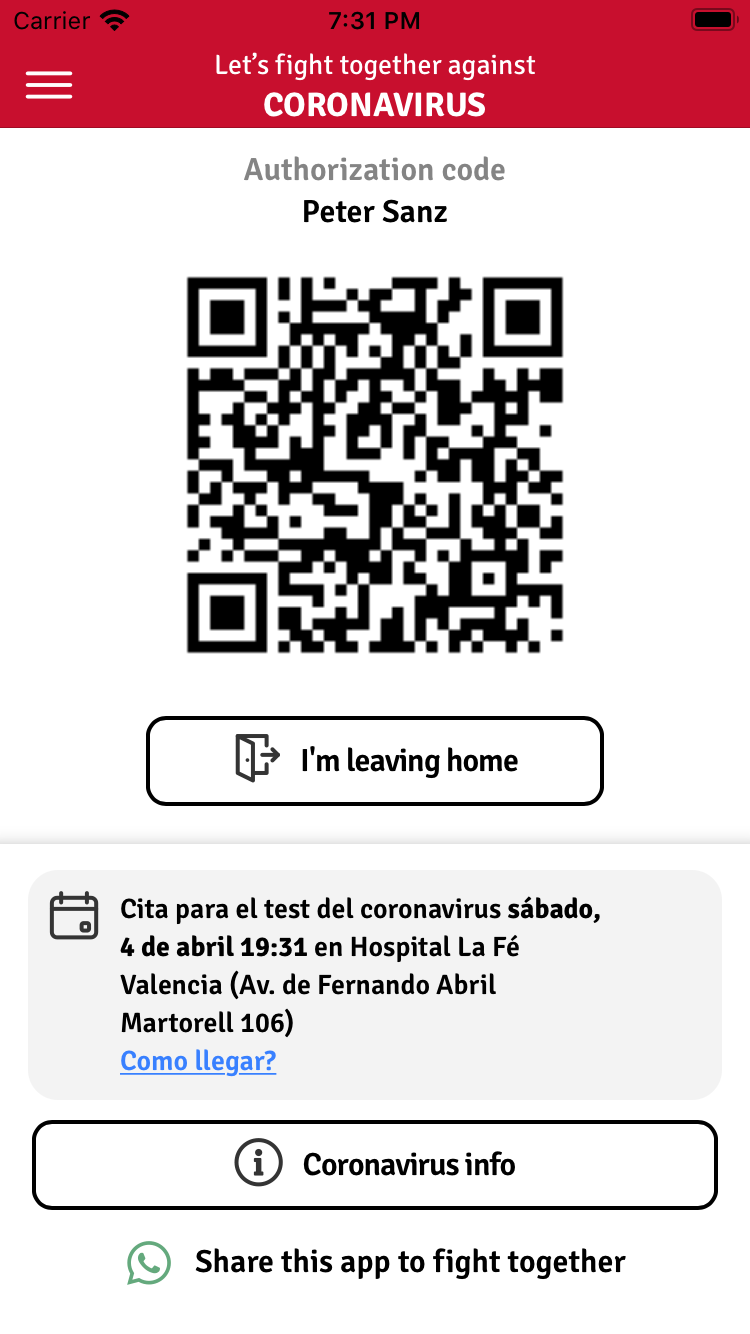 Carrier 7:31 PM
Let's fight together against
CORONAVIRUS
Authorization code
Peter Sanz
I'm leaving home
Cita para el test del coronavirus sábado,
4 de abril 19:31 en Hospital La Fé
Valencia (Av. de Fernando Abril
Martorell 106)
Como llegar?
Coronavirus info
Share this app to fight together